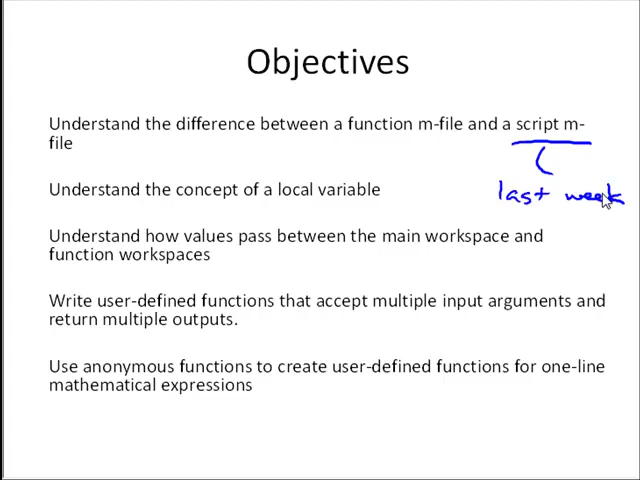 Objectives
Understand the difference between a function m-file and a script m-
file
Understand the concept of a local variable
last week
Understand how values pass between the main workspace and
function workspaces
Write user-defined functions that accept multiple input arguments and
return multiple outputs.
Use anonymous functions to create user-defined functions for one-line
mathematical expressions